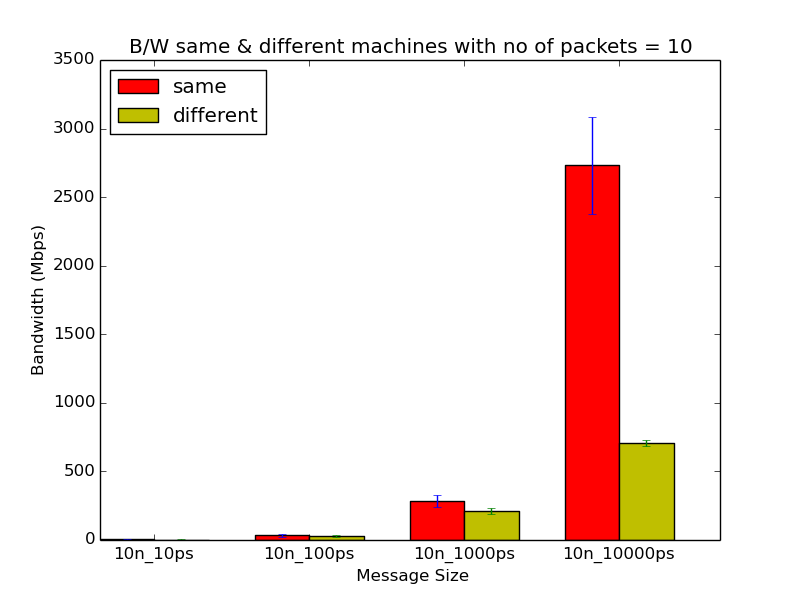 B/W same & different machines with no of packets = 10
3500
3000
2500
2000
1500
1000
500
0
Bandwidth (Mbps)
same
different
10n_10ps 10n_100ps 10n_1000ps 10n_10000ps
Message Size